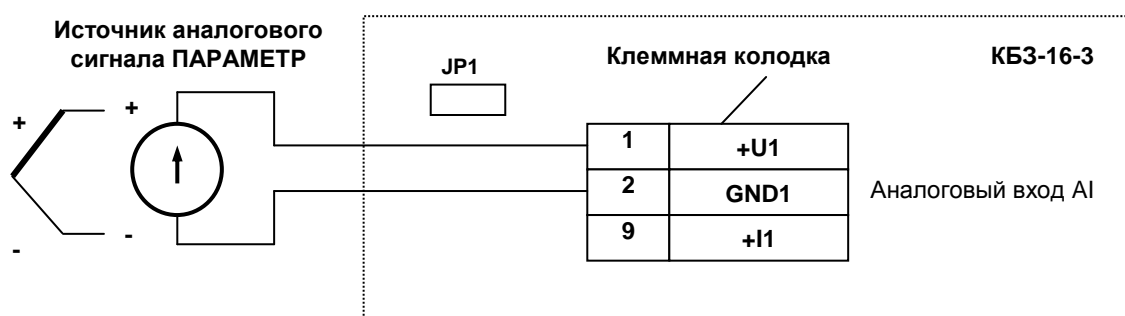 Источник аналогового
сигнала ПАРАМЕТР
JP1
Клеммная колодка
КБЗ-16-3
+
+
-
-
1 +U1
2 GND1
9 +I1
Аналоговый вход AI